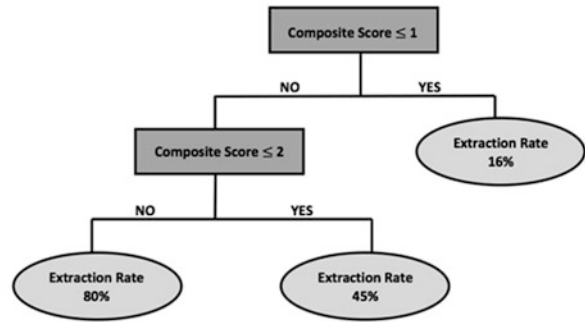 Composite Score ≤ 1
NO
YES
Composite Score ≤ 2
Extraction Rate
16%
NO
YES
Extraction Rate
80%
Extraction Rate
45%